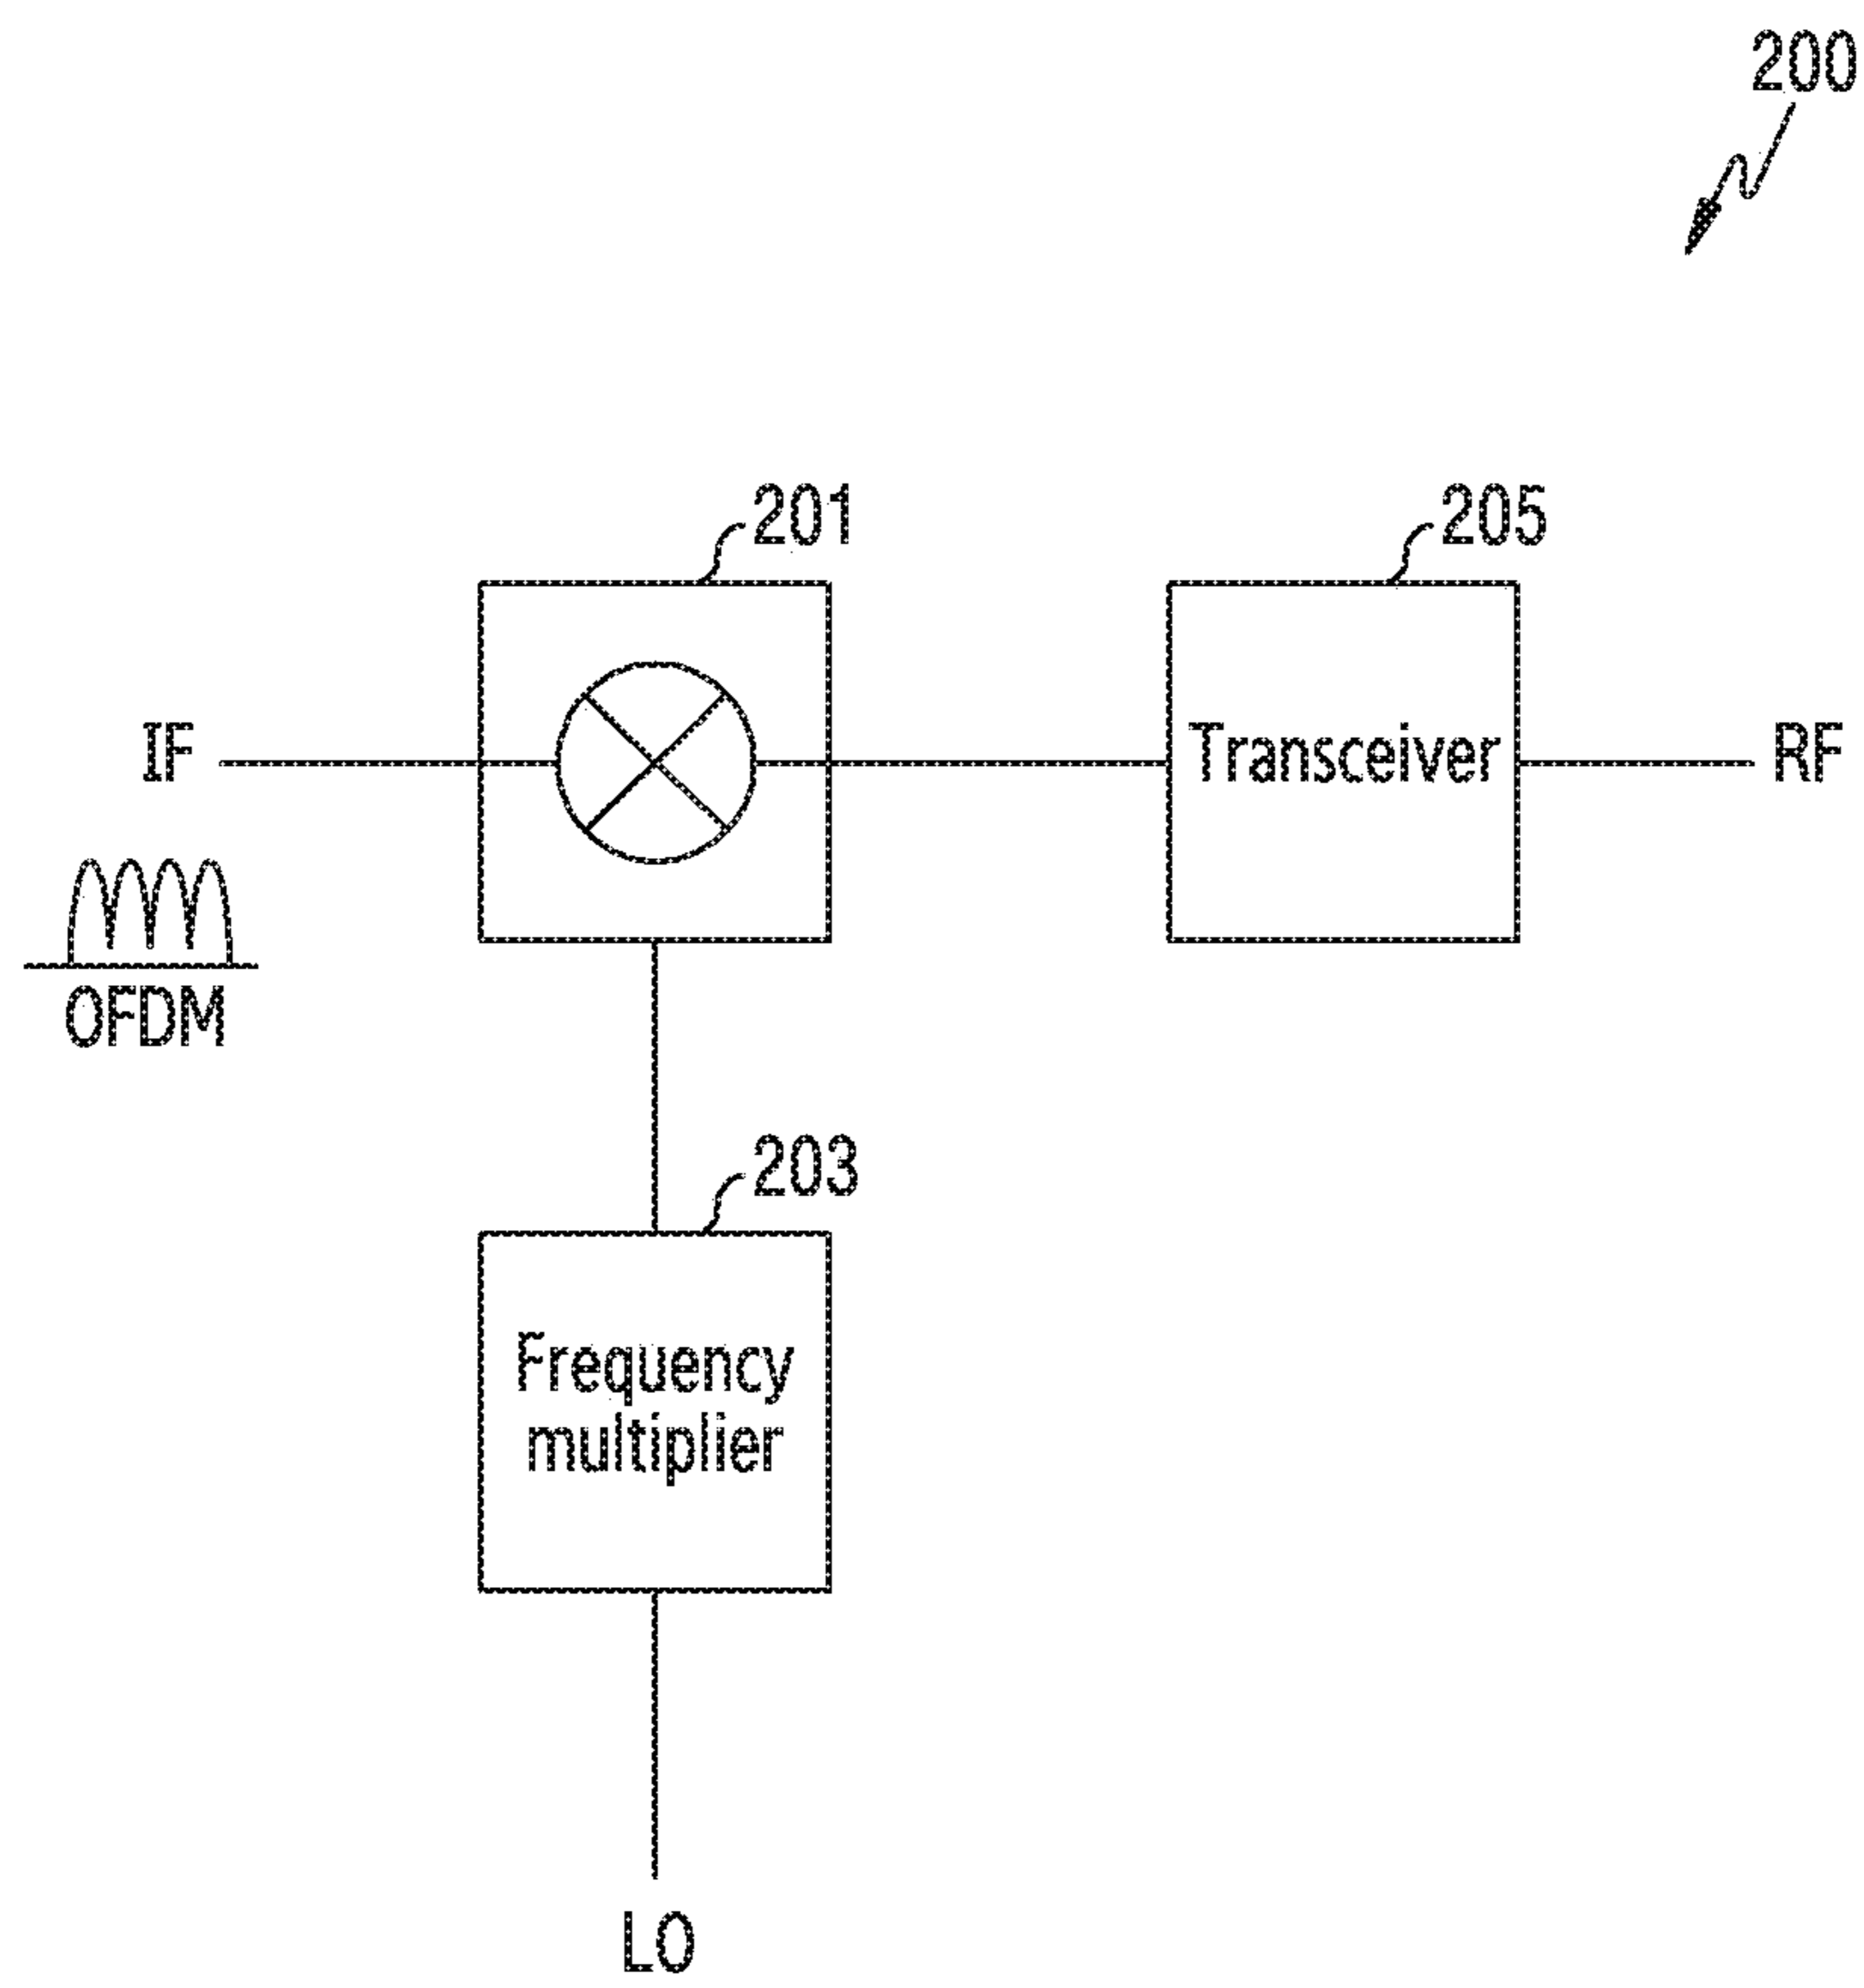 200
201
205
IF
Transceiver
RF
OFDM
203
Frequency
multiplier
LO